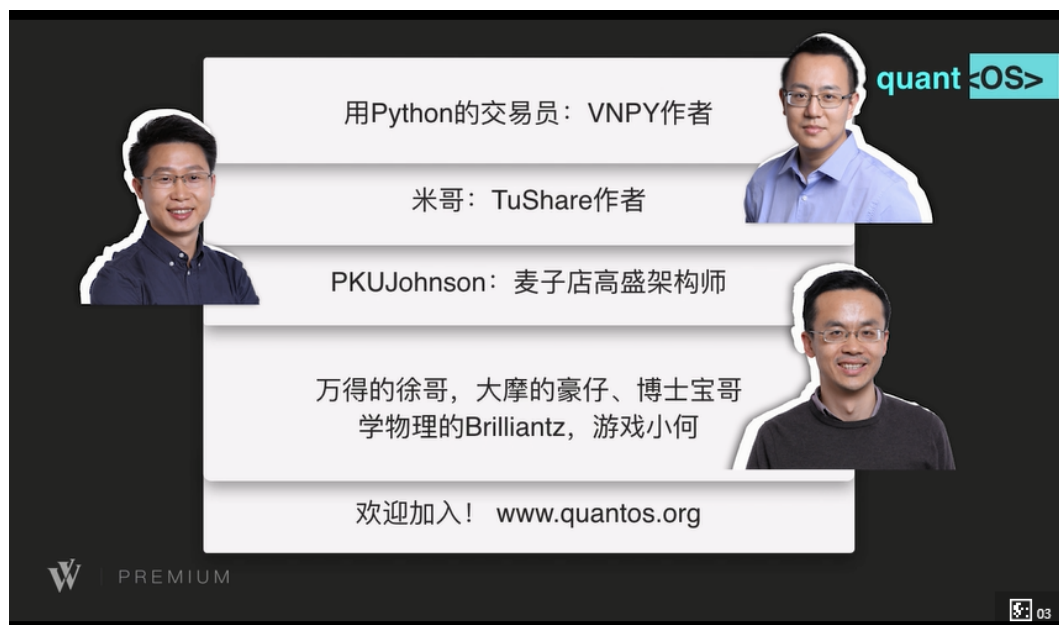 quant <OS>
用Python的交易员：VNPY作者
米哥：TuShare作者
PKUJohnson：麦子店高盛架构师
万得的徐哥，大摩的豪仔、博士宝哥
学物理的Brilliantz，游戏小何
欢迎加入！ www.quantos.org
W PREMIUM
03